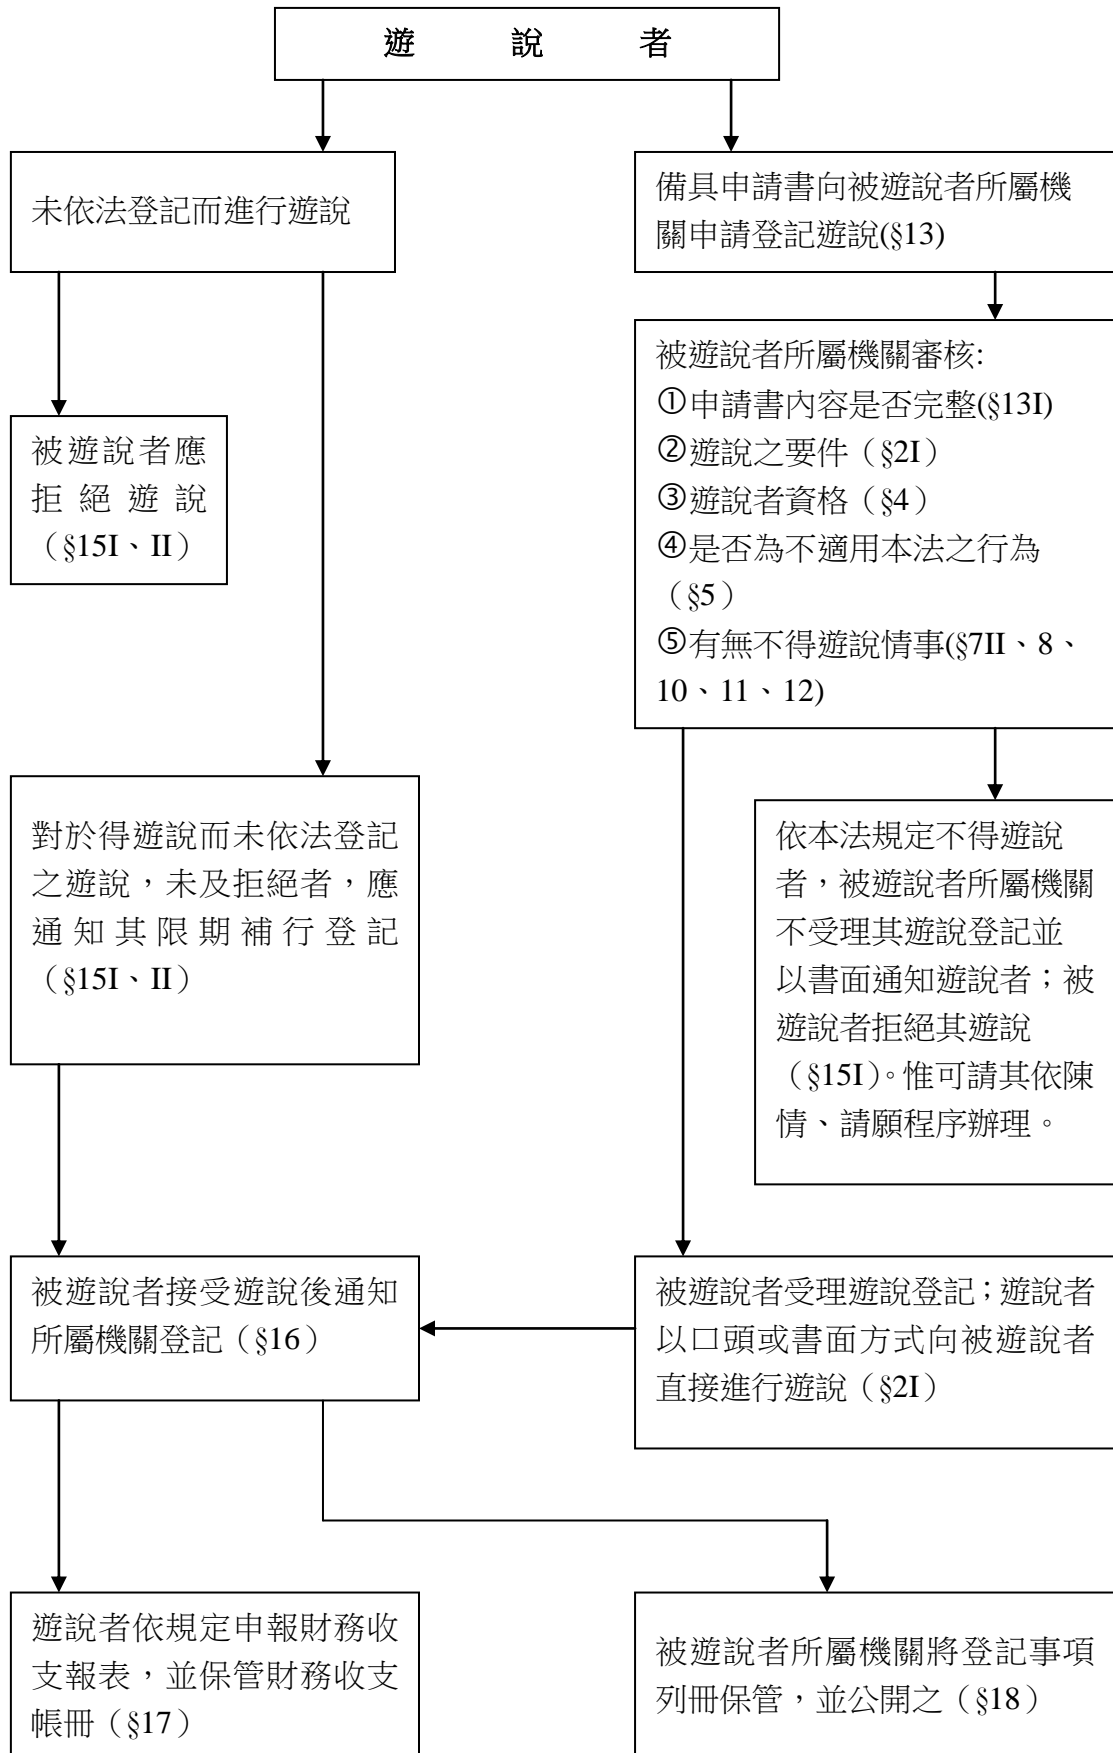 遊說者
未依法登記而進行遊說
備具申請書向被遊說者所屬機
關申請登記遊說(§13)
被遊說者所屬機關審核:
①申請書內容是否完整(§13I)
②遊說之要件（§2I）
③遊說者資格（§4）
④是否為不適用本法之行為
（§5）
⑤有無不得遊說情事(§7II、8、
10、11、12)
被遊說者應
拒絕遊說
（§15I、II）
對於得遊說而未依法登記
之遊說，未及拒絕者，應
通知其限期補行登記
（§15I、II）
依本法規定不得遊說
者，被遊說者所屬機關
不受理其遊說登記並
以書面通知遊說者；被
遊說者拒絕其遊說
（§15I）。惟可請其依陳
情、請願程序辦理。
被遊說者接受遊說後通知
所屬機關登記（§16）
被遊說者受理遊說登記；遊說者
以口頭或書面方式向被遊說者
直接進行遊說（§2I）
遊說者依規定申報財務收
支報表，並保管財務收支
帳冊（§17）
被遊說者所屬機關將登記事項
列冊保管，並公開之（§18）